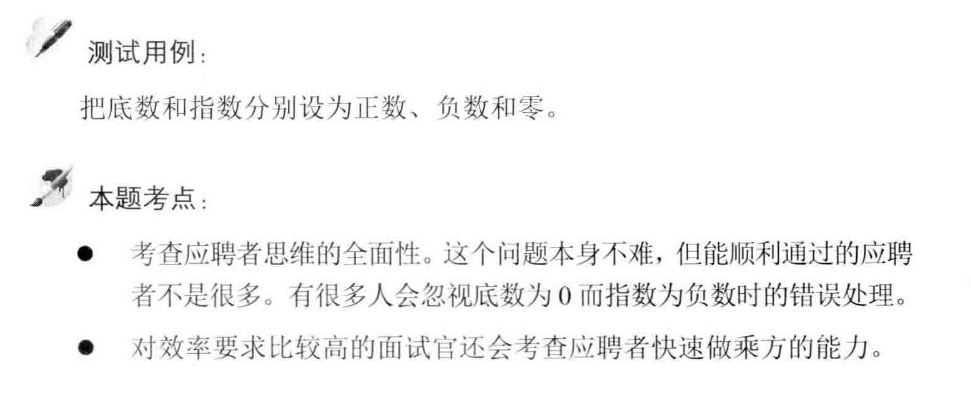 测试用例：
把底数和指数分别设为正数、负数和零。
本题考点：
● 考查应聘者思维的全面性。这个问题本身不难，但能顺利通过的应聘
者不是很多。有很多人会忽视底数为 0 而指数为负数时的错误处理。
● 对效率要求比较高的面试官还会考查应聘者快速做乘方的能力。